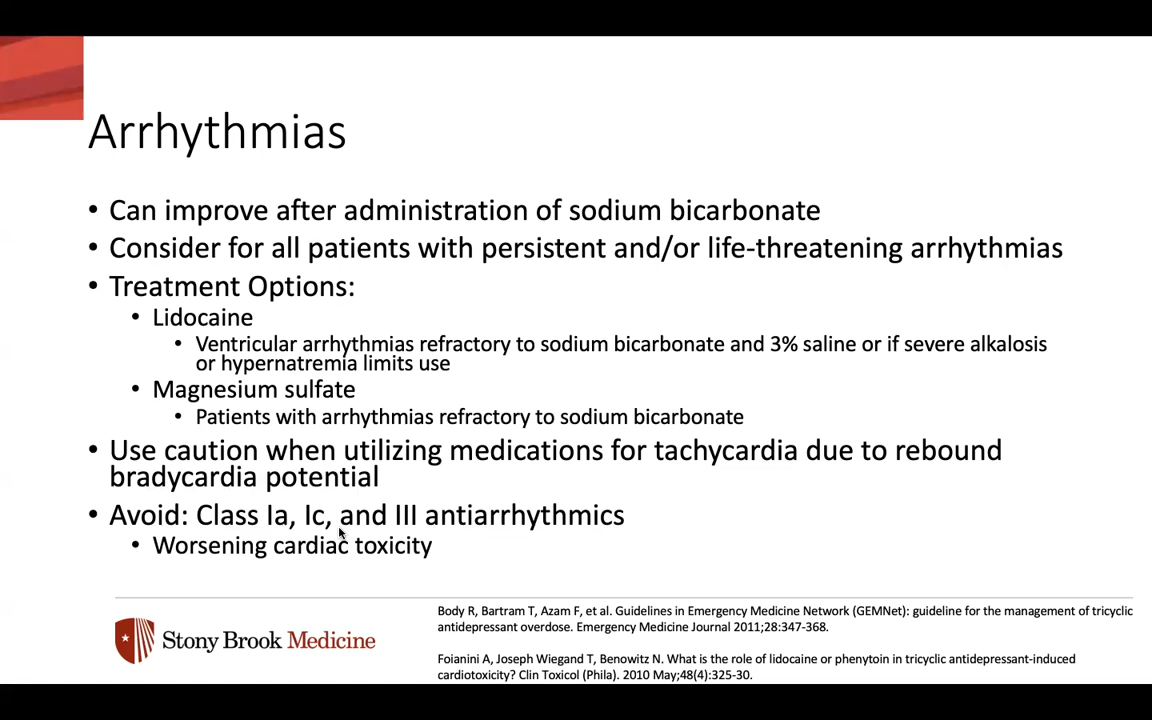 Arrhythmias
• Can improve after administration of sodium bicarbonate
• Consider for all patients with persistent and/or life-threatening arrhythmias
• Treatment Options:
• Lidocaine
• Ventricular arrhythmias refractory to sodium bicarbonate and 3% saline or if severe alkalosis
or hypernatremia limits use
• Magnesium sulfate
• Patients with arrhythmias refractory to sodium bicarbonate
• Use caution when utilizing medications for tachycardia due to rebound
bradycardia potential
• Avoid: Class Ia, Ic, and III antiarrhythmics
• Worsening cardiac toxicity
Stony Brook Medicine
Body R, Bartram T, Azam F, et al. Guidelines in Emergency Medicine Network (GEMNet): guideline for the management of tricyclic
antidepressant overdose. Emergency Medicine Journal 2011;28:347-368.
Foianini A, Joseph Wiegand T, Benowitz N. What is the role of lidocaine or phenytoin in tricyclic antidepressant-induced
cardiotoxicity? Clin Toxicol (Phila). 2010 May;48(4):325-30.